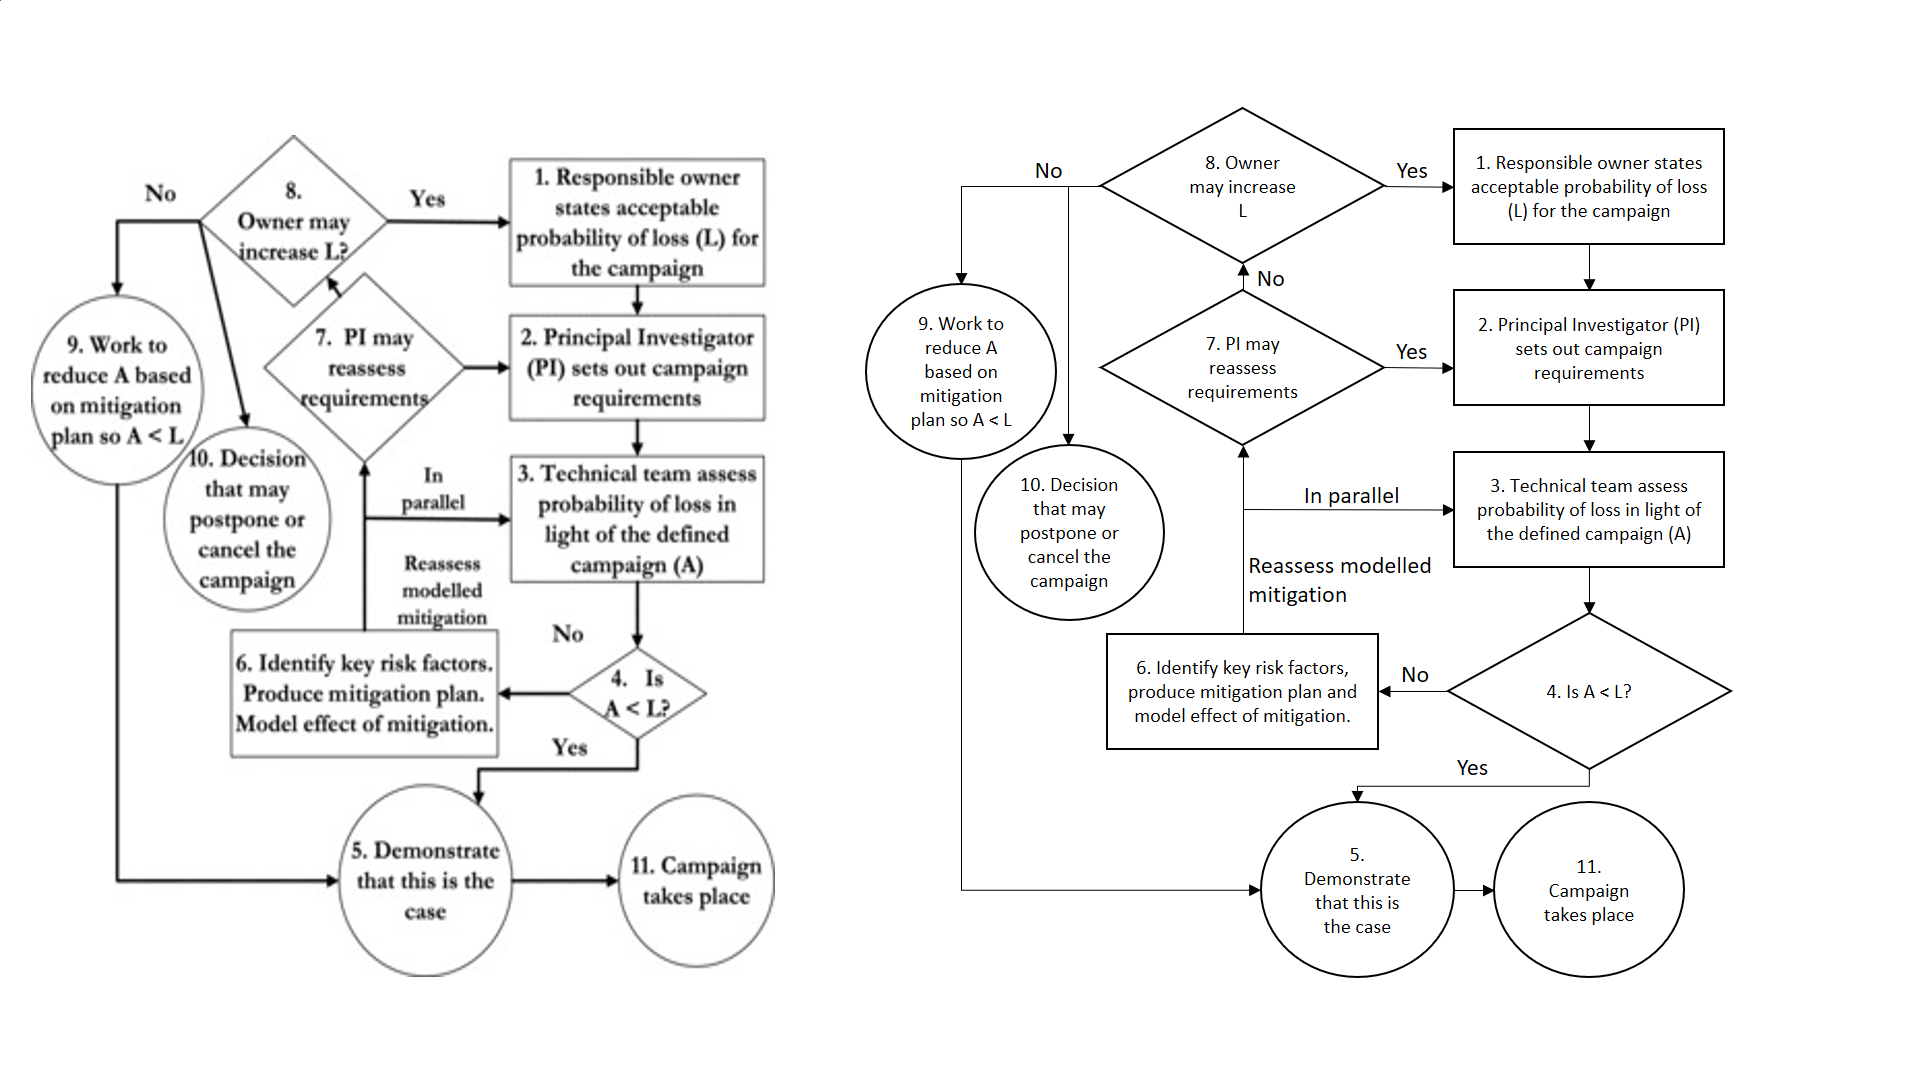 No
8.
Owner may
increase L?
Yes
1. Responsible owner
states acceptable
probability of loss (L) for
the campaign
9. Work to
reduce A based
on mitigation
plan so A < L
7. PI may
reassess
requirements
2. Principal Investigator
(PI) sets out campaign
requirements
10. Decision
that may
postpone or
cancel the
campaign
In
parallel
3. Technical team assess
probability of loss in
light of the defined
campaign (A)
Reassess
modelled
mitigation
No
6. Identify key risk factors.
Produce mitigation plan.
Model effect of mitigation.
4. Is
A < L?
Yes
5. Demonstrate
that this is the
case
11. Campaign
takes place
No
8. Owner
may increase
L
Yes
1. Responsible owner states
acceptable probability of loss
(L) for the campaign
No
9. Work to
reduce A
based on
mitigation
plan so A < L
7. PI may
reassess
requirements
Yes
2. Principal Investigator (PI)
sets out campaign
requirements
10. Decision
that may
postpone or
cancel the
campaign
In parallel
3. Technical team assess
probability of loss in light of
the defined campaign (A)
Reassess modelled
mitigation
6. Identify key risk factors,
produce mitigation plan and
model effect of mitigation.
No
4. Is A < L?
Yes
5.
Demonstrate
that this is
the case
11.
Campaign
takes place